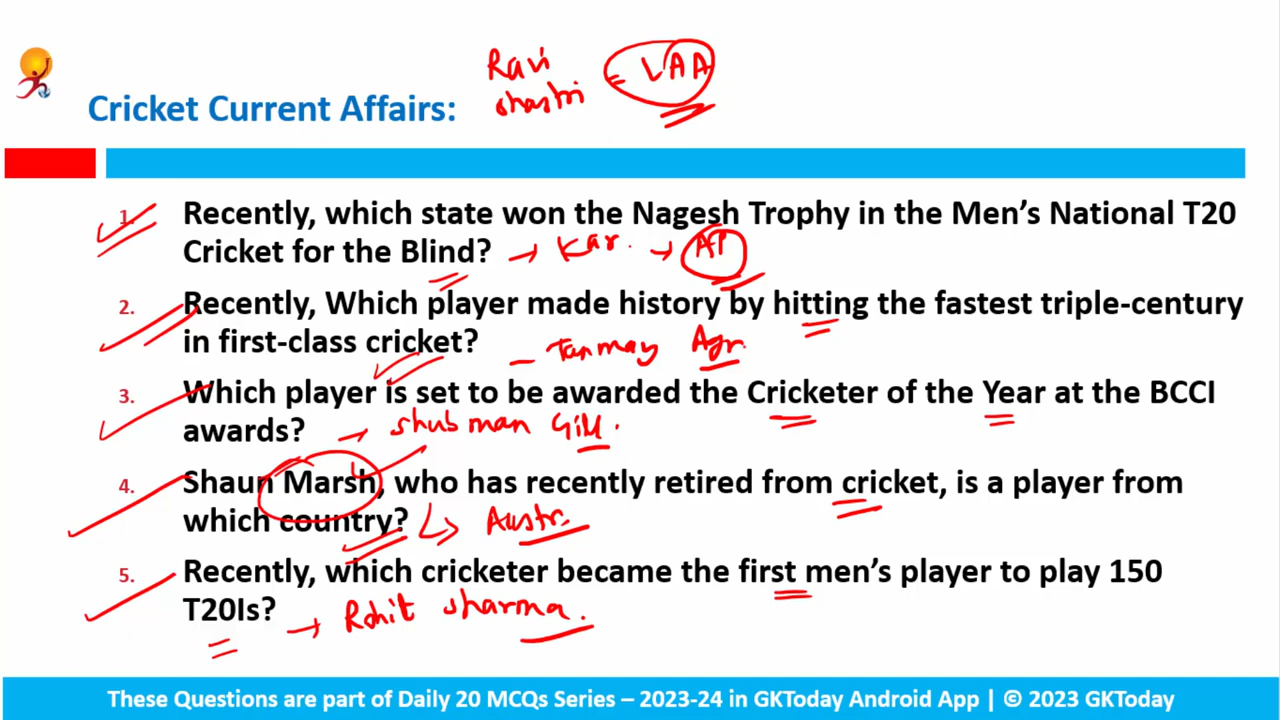 Ravi
shastri
LAA
Cricket Current Affairs:
1. Recently, which state won the Nagesh Trophy in the Men's National T20
Cricket for the Blind? → Kar. → AP
2. Recently, Which player made history by hitting the fastest triple-century
in first-class cricket? – Tanmay Agr.
3. Which player is set to be awarded the Cricketer of the Year at the BCCI
awards? → shubman Gill.
4. Shaun Marsh, who has recently retired from cricket, is a player from
which country? → Austr.
5. Recently, which cricketer became the first men's player to play 150
T20Is? → Rohit sharma.
These Questions are part of Daily 20 MCQs Series – 2023-24 in GKToday Android App | © 2023 GKToday